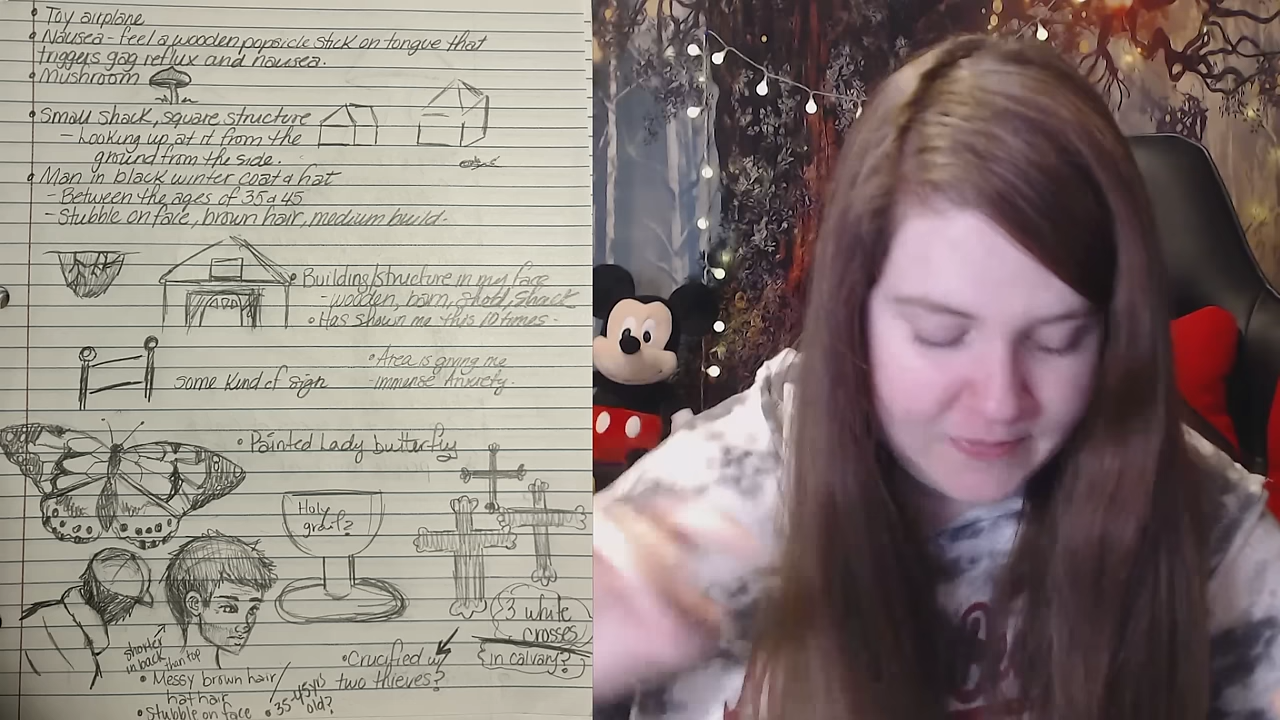 • Toy airplane
• Nausea - feel a wooden popsicle stick on tongue that
triggers gag reflux and nausea.
• Mushroom
• Small shack, square structure
- Looking up at it from the
ground from the side.
• Man in black winter coat & hat
- Between the ages of 35 & 45
- Stubble on face, brown hair, medium build.
• Building/structure in my face
- wooden, barn, shack
• Has shown me this 10 times.
• Area is giving me
immense anxiety.
some kind of sign
• Painted Lady butterfly
Holy
grail?
3 white
crosses
in calvary?
shorter
in back
than top
• Crucified w/
two thieves?
• Messy brown hair/
hat hair
• Stubble on face
• 35-45yrs
old?